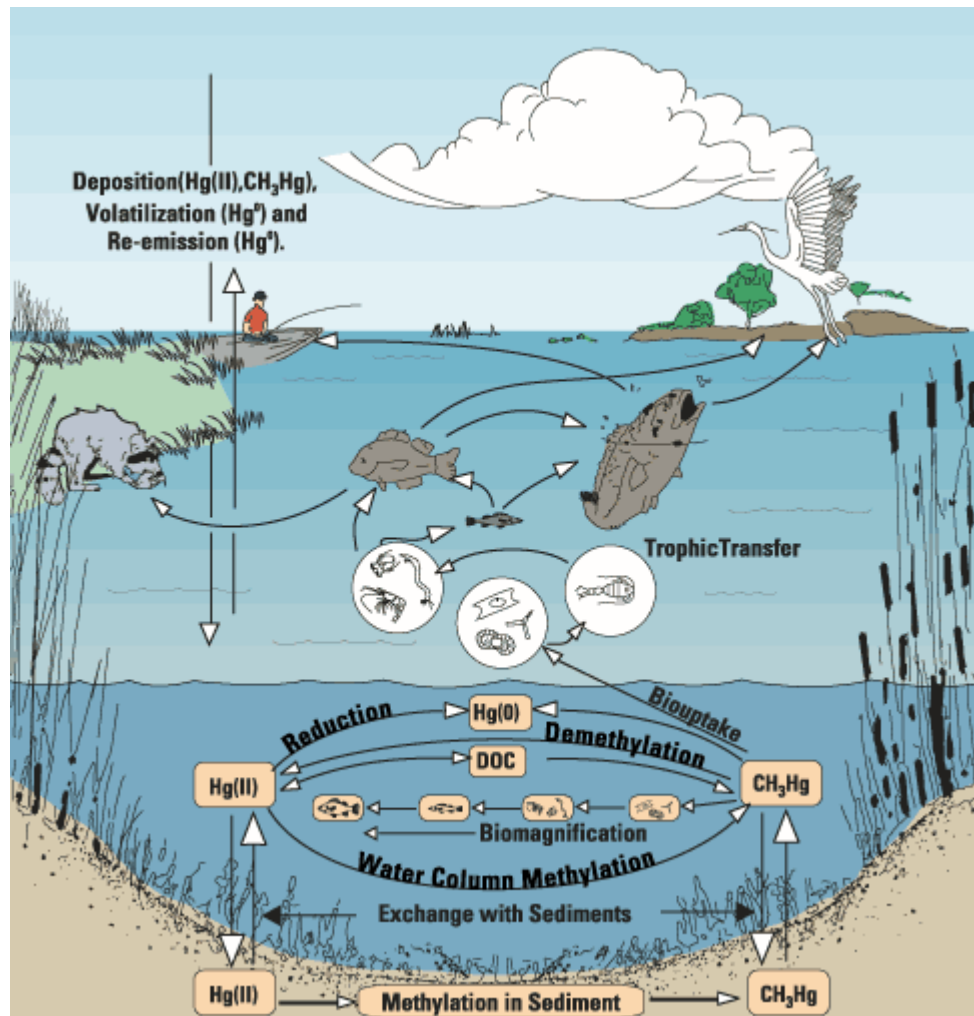 Deposition(Hg(II),CH₃Hg),
Volatilization (Hg⁰) and
Re-emission (Hg⁰).
TrophicTransfer
Biouptake
Reduction
Hg(0)
Demethylation
DOC
Hg(II)
CH₃Hg
Biomagnification
Water Column Methylation
Exchange with Sediments
Hg(II)
Methylation in Sediment
CH₃Hg